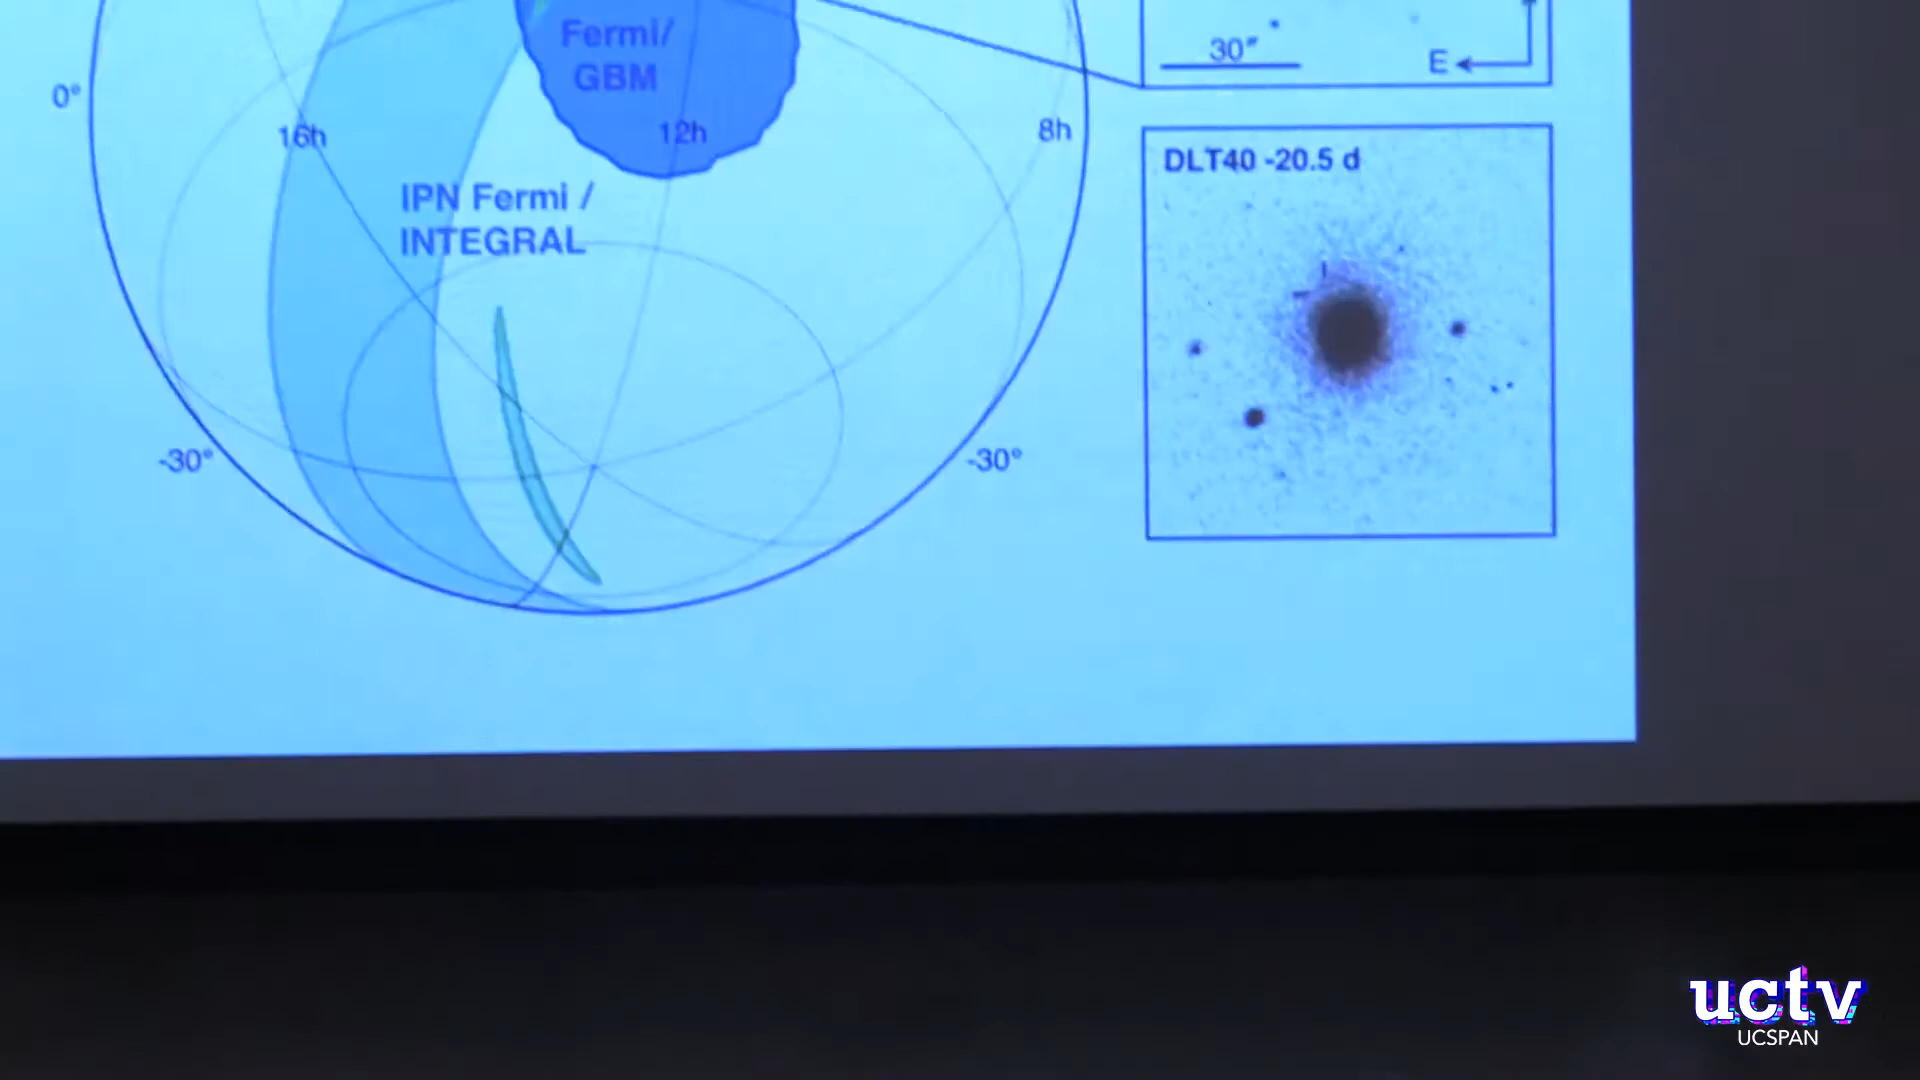 Fermi/
GBM
30"
E
0°
16h
12h
8h
DLT40 -20.5 d
IPN Fermi /
INTEGRAL
-30°
-30°
uctv
UCSPAN